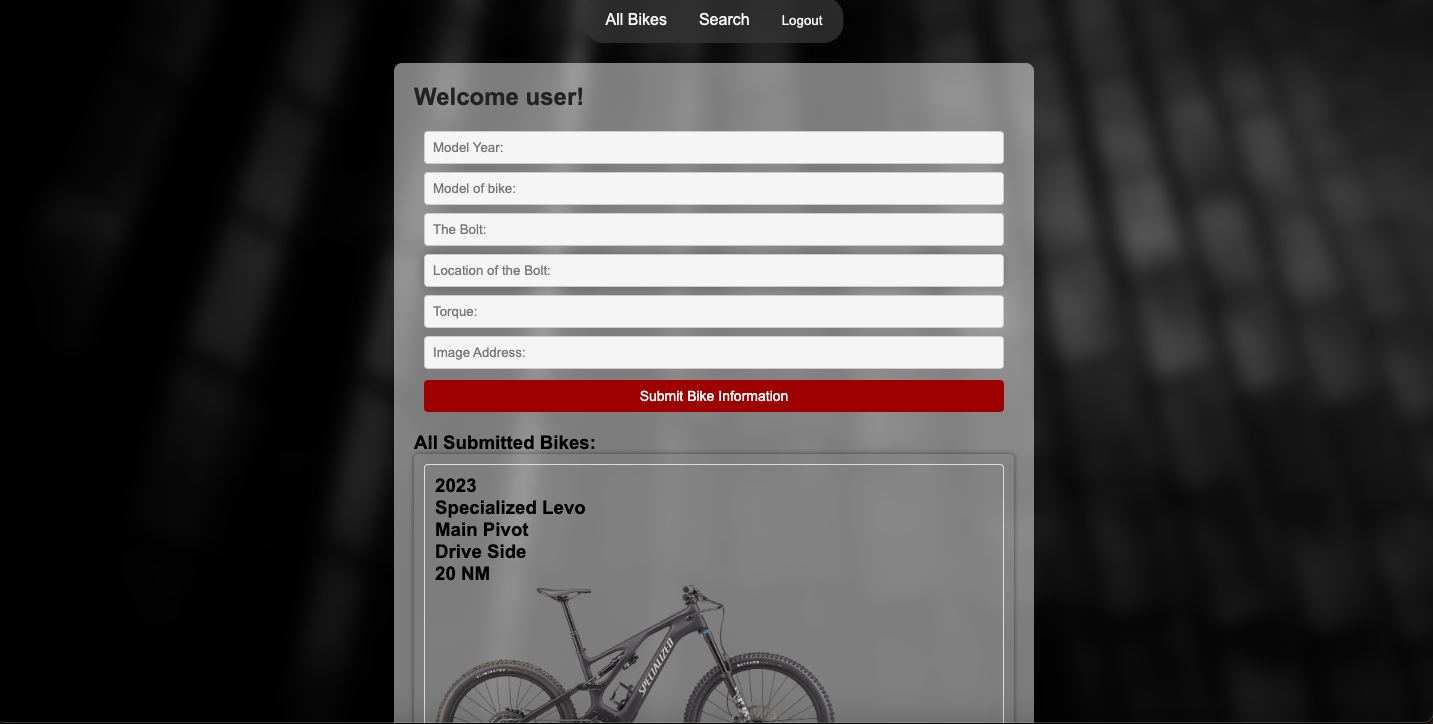 All Bikes Search Logout
Welcome user!
Model Year:
Model of bike:
The Bolt:
Location of the Bolt:
Torque:
Image Address:
Submit Bike Information
All Submitted Bikes:
2023
Specialized Levo
Main Pivot
Drive Side
20 NM
SPECIALIZED